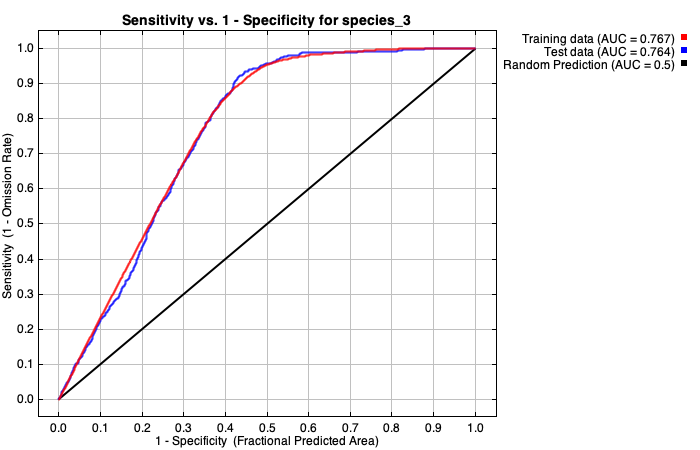 Sensitivity vs. 1 - Specificity for species_3
Training data (AUC = 0.767)
Test data (AUC = 0.764)
Random Prediction (AUC = 0.5)
Sensitivity (1 - Omission Rate)
1.0
0.9
0.8
0.7
0.6
0.5
0.4
0.3
0.2
0.1
0.0
0.0 0.1 0.2 0.3 0.4 0.5 0.6 0.7 0.8 0.9 1.0
1 - Specificity (Fractional Predicted Area)